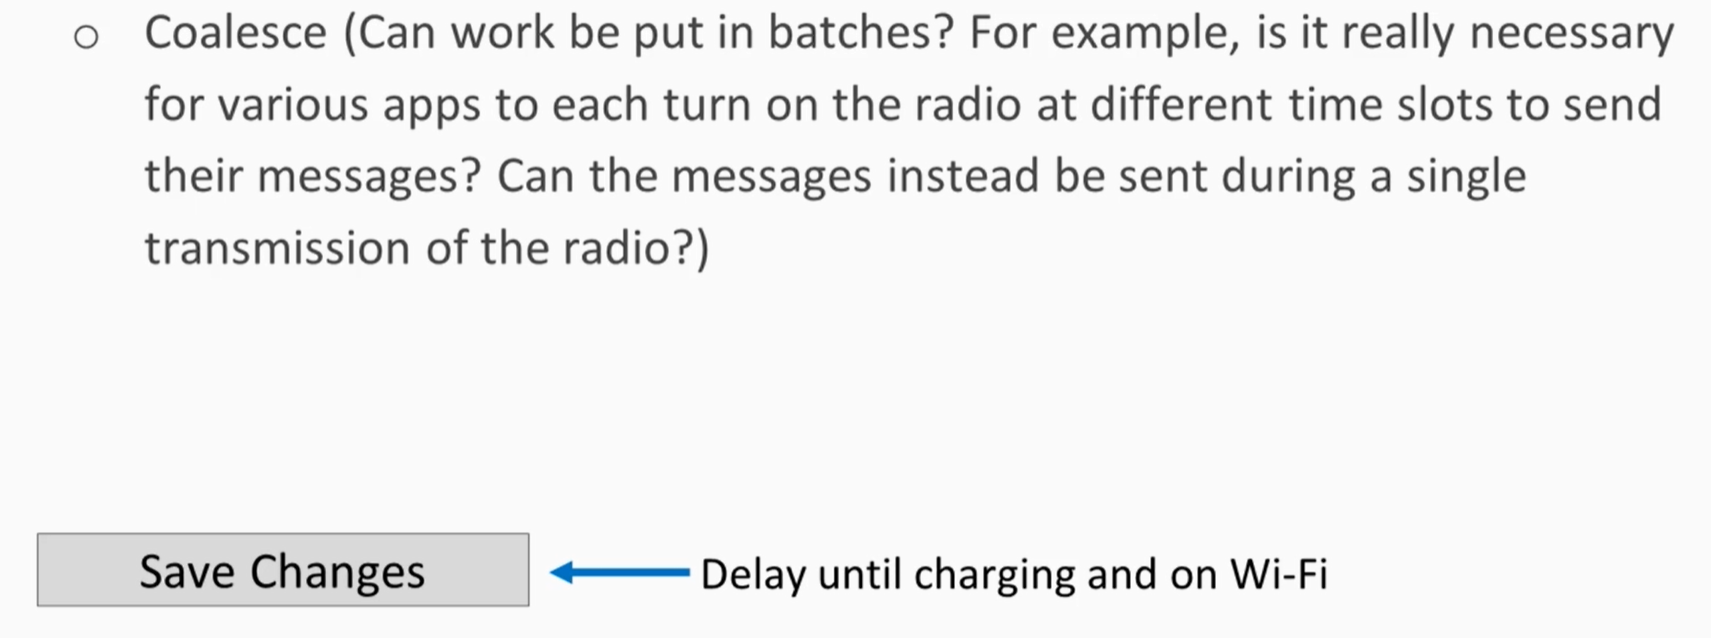 o Coalesce (Can work be put in batches? For example, is it really necessary
for various apps to each turn on the radio at different time slots to send
their messages? Can the messages instead be sent during a single
transmission of the radio?)
Save Changes
Delay until charging and on Wi-Fi